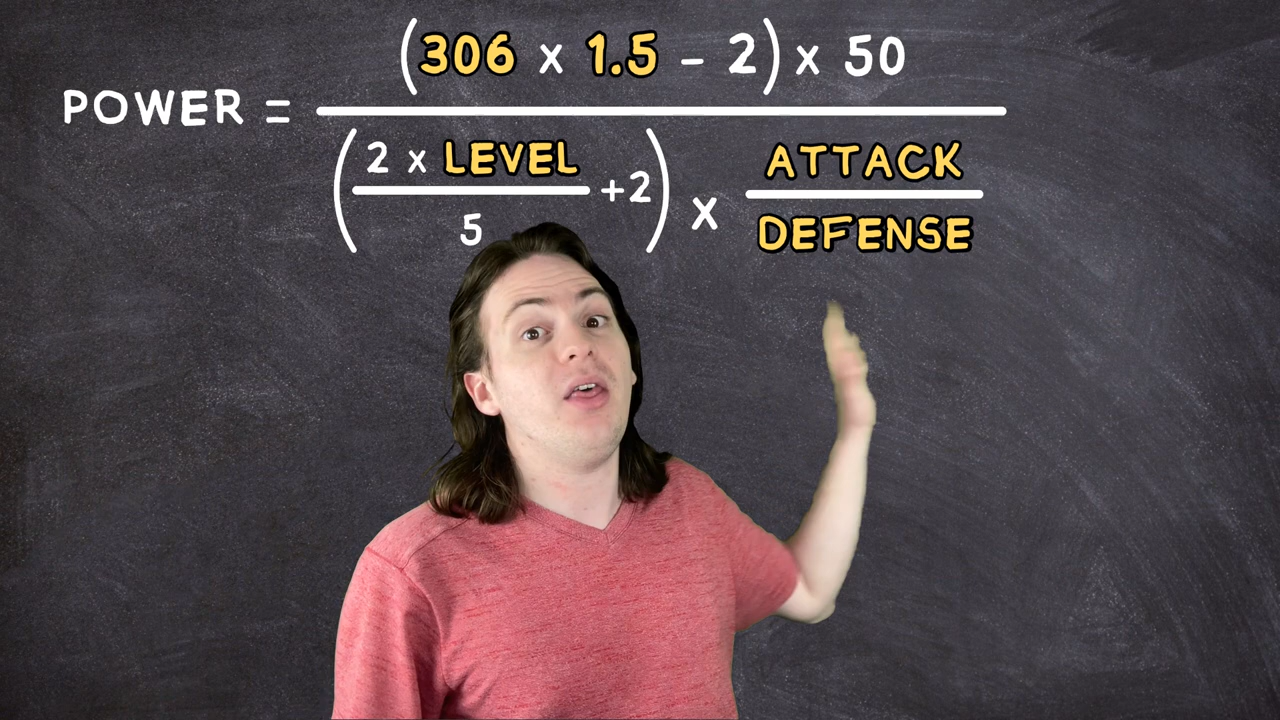 (306 x 1.5 - 2) x 50
POWER =
(2 x LEVEL
5
+2) x
ATTACK
DEFENSE